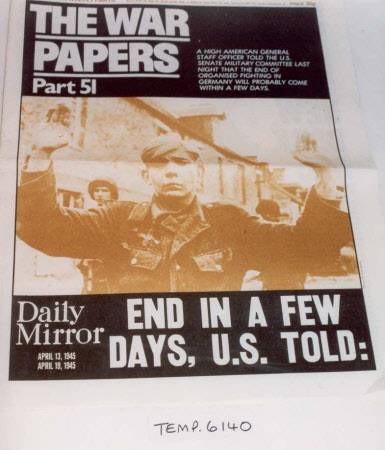 THE WAR
PAPERS
Part 51
A HIGH AMERICAN GENERAL
STAFF OFFICER TOLD THE U.S.
SENATE MILITARY COMMITTEE LAST
NIGHT THAT THE END OF
ORGANISED FIGHTING IN
GERMANY WILL PROBABLY COME
WITHIN A FEW DAYS.
Daily
Mirror
APRIL 13, 1945
APRIL 19, 1945
END IN A FEW
DAYS, U.S. TOLD:
TEMP. 6140